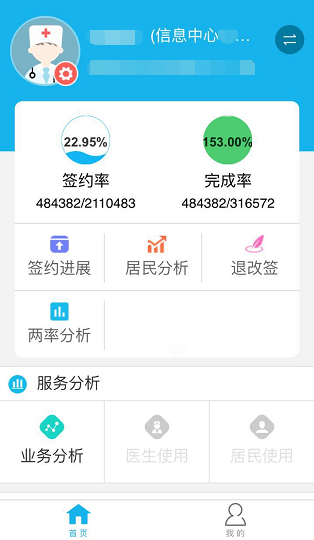 (信息中心 ...
22.95%
153.00%
签约率
完成率
484382/2110483
484382/316572
签约进展
居民分析
退改签
两率分析
服务分析
业务分析
医生使用
居民使用
首页
我的